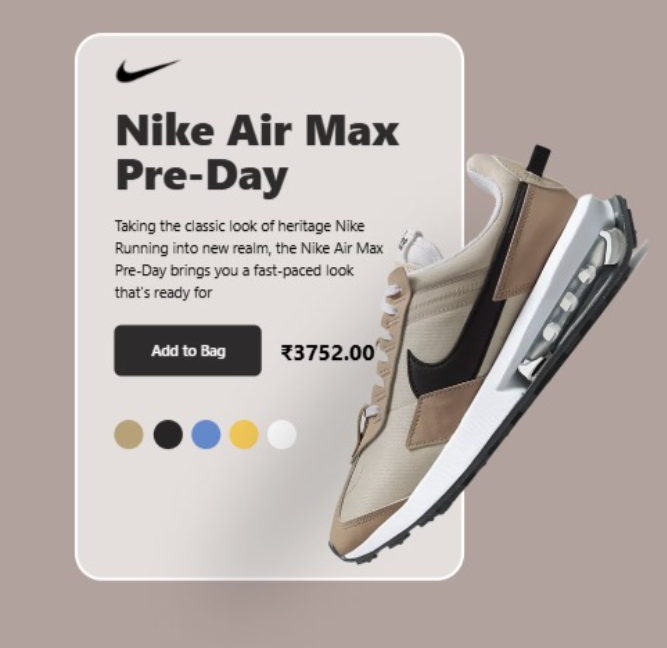 Nike Air Max
Pre-Day
Taking the classic look of heritage Nike
Running into new realm, the Nike Air Max
Pre-Day brings you a fast-paced look
that's ready for
Add to Bag ₹3752.00